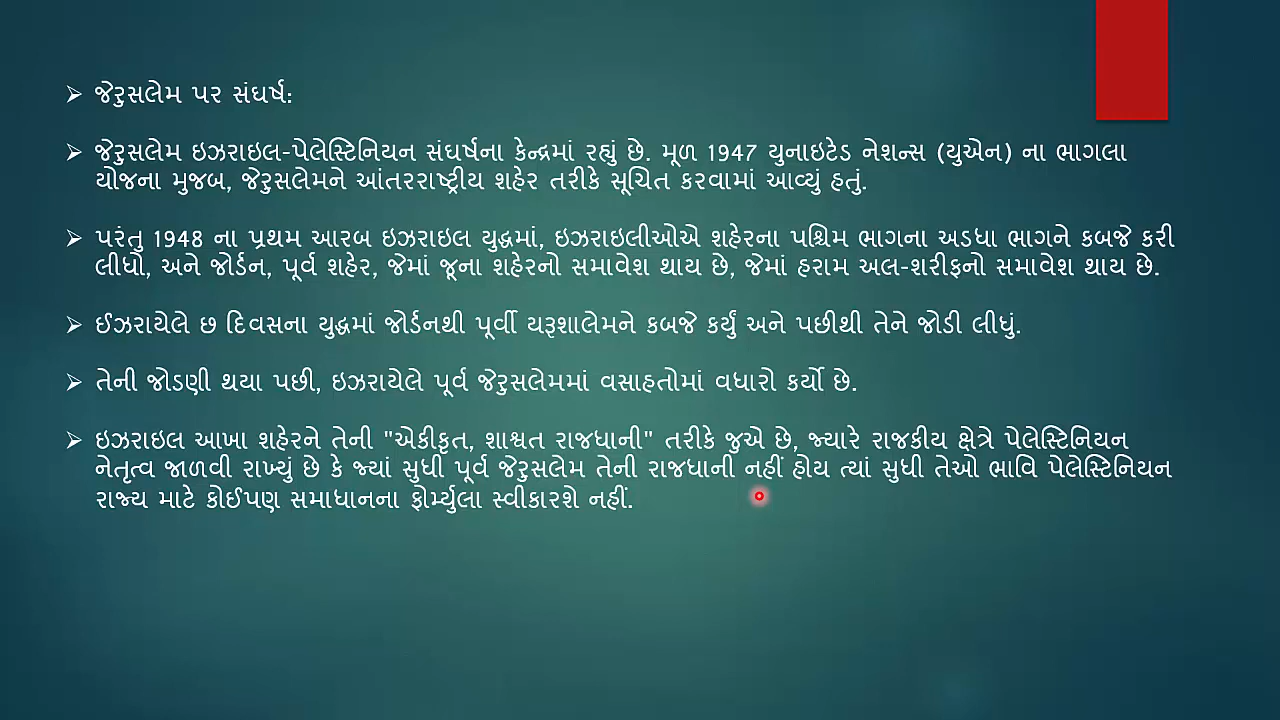 જેરુસલેમ પર સંઘર્ષ:
જેરુસલેમ ઇઝરાઇલ-પેલેસ્ટિનિયન સંઘર્ષના કેન્દ્રમાં રહ્યું છે. મૂળ 1947 યુનાઇટેડ નેશન્સ (યુએન) ના ભાગલા
યોજના મુજબ, જેરુસલેમને આંતરરાષ્ટ્રીય શહેર તરીકે સૂચિત કરવામાં આવ્યું હતું.
પરંતુ 1948 ના પ્રથમ આરબ ઇઝરાઇલ યુદ્ધમાં, ઇઝરાઇલીઓએ શહેરના પશ્ચિમ ભાગના અડધા ભાગને કબજે કરી
લીધો, અને જોર્ડન, પૂર્વ શહેર, જેમાં જૂના શહેરનો સમાવેશ થાય છે, જેમાં હરામ અલ-શરીફનો સમાવેશ થાય છે.
ઈઝરાયેલે છ દિવસના યુદ્ધમાં જોર્ડનથી પૂર્વી યરૂશાલેમને કબજે કર્યું અને પછીથી તેને જોડી લીધું.
તેની જોડણી થયા પછી, ઇઝરાયેલે પૂર્વ જેરુસલેમમાં વસાહતોમાં વધારો કર્યો છે.
ઇઝરાઇલ આખા શહેરને તેની "એકીકૃત, શાશ્વત રાજધાની" તરીકે જુએ છે, જ્યારે રાજકીય ક્ષેત્રે પેલેસ્ટિનિયન
નેતૃત્વ જાળવી રાખ્યું છે કે જ્યાં સુધી પૂર્વ જેરુસલેમ તેની રાજધાની નહીં હોય ત્યાં સુધી તેઓ ભાવિ પેલેસ્ટિનિયન
રાજ્ય માટે કોઈપણ સમાધાનના ફોર્મ્યુલા સ્વીકારશે નહીં.